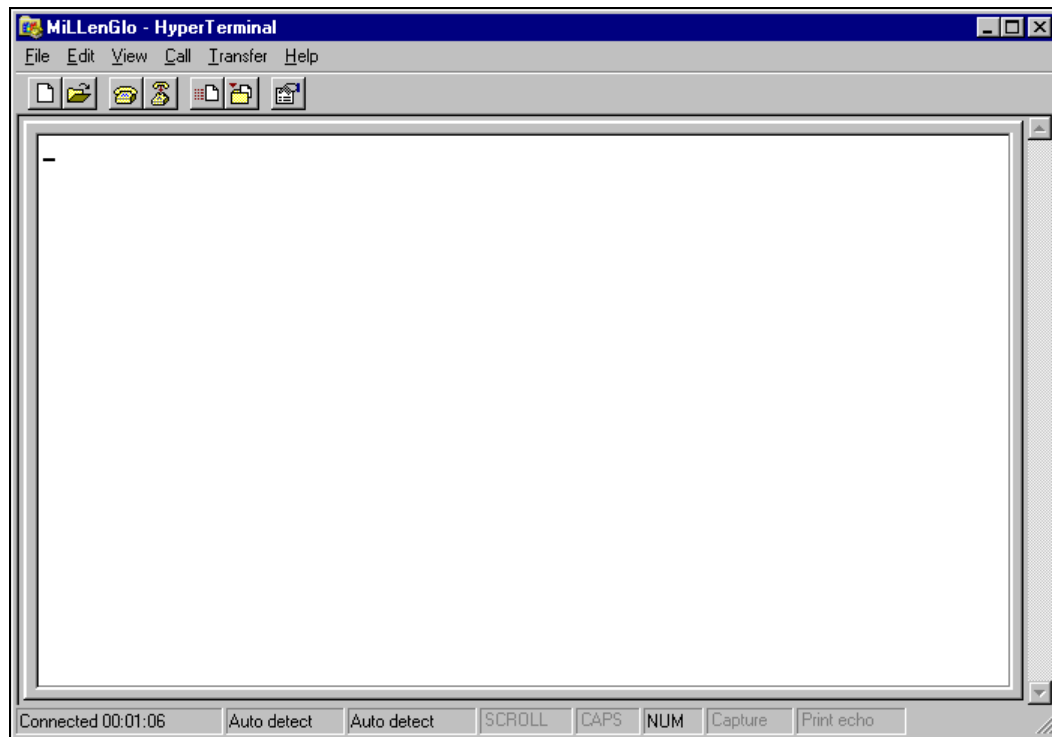 MiLLenGlo - HyperTerminal
File Edit View Call Transfer Help
Connected 00:01:06 Auto detect Auto detect SCROLL CAPS NUM Capture Print echo